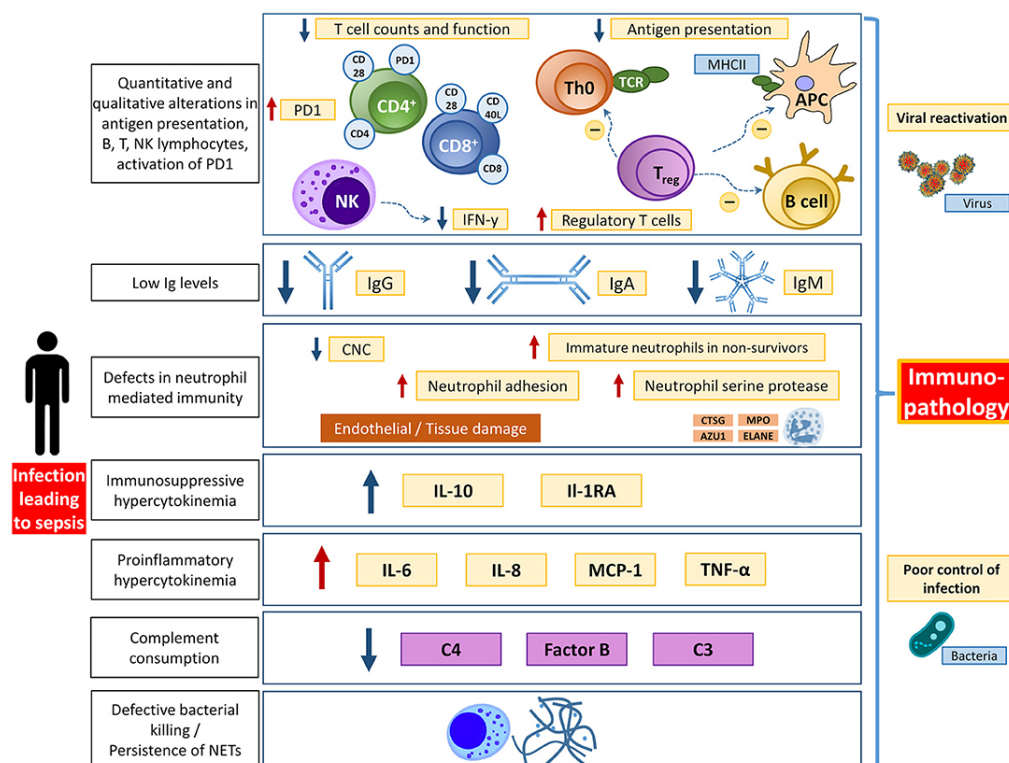 Quantitative and
qualitative alterations in
antigen presentation,
B, T, NK lymphocytes,
activation of PD1
T cell counts and function
Antigen presentation
CD
28
PD1
CD4⁺
CD4
PD1
CD
28
CD
40L
CD8⁺
CD8
NK
IFN-y
Th0
TCR
MHCII
APC
Treg
B cell
Regulatory T cells
Low Ig levels
IgG
IgA
IgM
Defects in neutrophil
mediated immunity
CNC
Immature neutrophils in non-survivors
Neutrophil adhesion
Neutrophil serine protease
Endothelial / Tissue damage
CTSG
MPO
AZU1
ELANE
Infection
leading
to sepsis
Immunosuppressive
hypercytokinemia
IL-10
Il-1RA
Proinflammatory
hypercytokinemia
IL-6
IL-8
MCP-1
TNF-α
Complement
consumption
C4
Factor B
C3
Defective bacterial
killing /
Persistence of NETs
Viral reactivation
Virus
Immuno-
pathology
Poor control of
infection
Bacteria